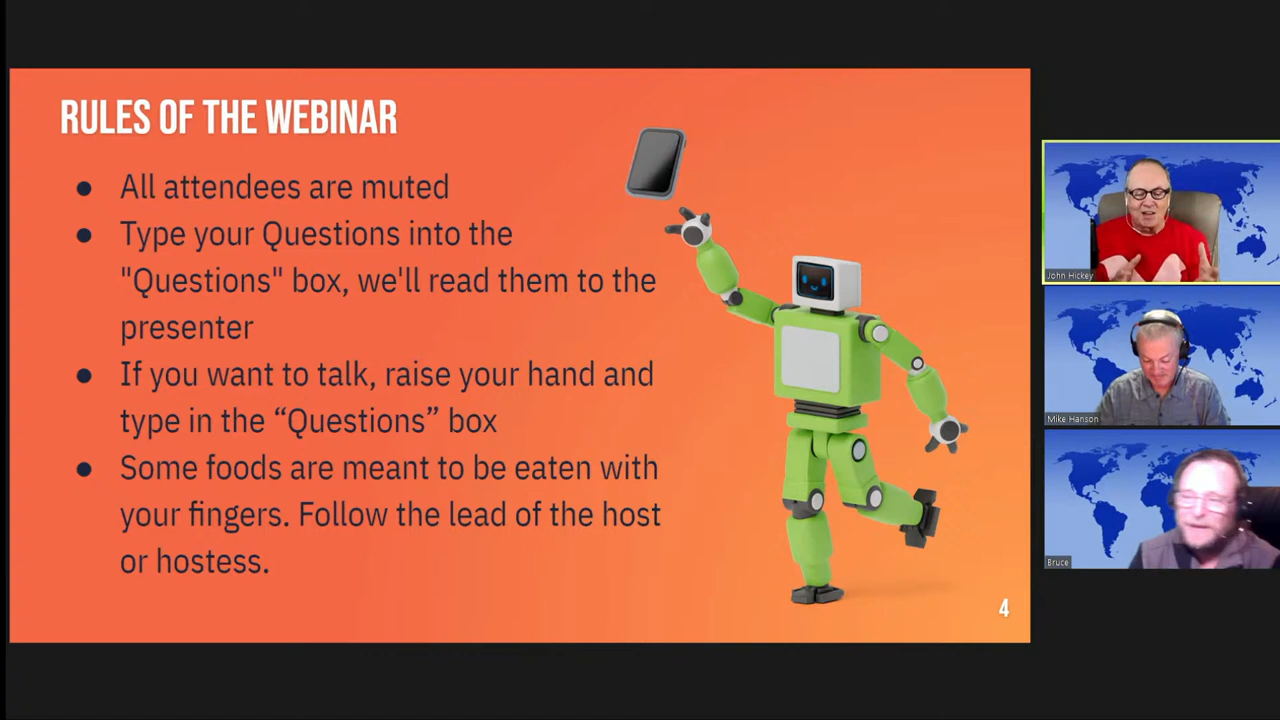 RULES OF THE WEBINAR
● All attendees are muted
● Type your Questions into the
"Questions" box, we'll read them to the
presenter
● If you want to talk, raise your hand and
type in the “Questions” box
● Some foods are meant to be eaten with
your fingers. Follow the lead of the host
or hostess.
4
John Hickey
Mike Hanson
Bruce